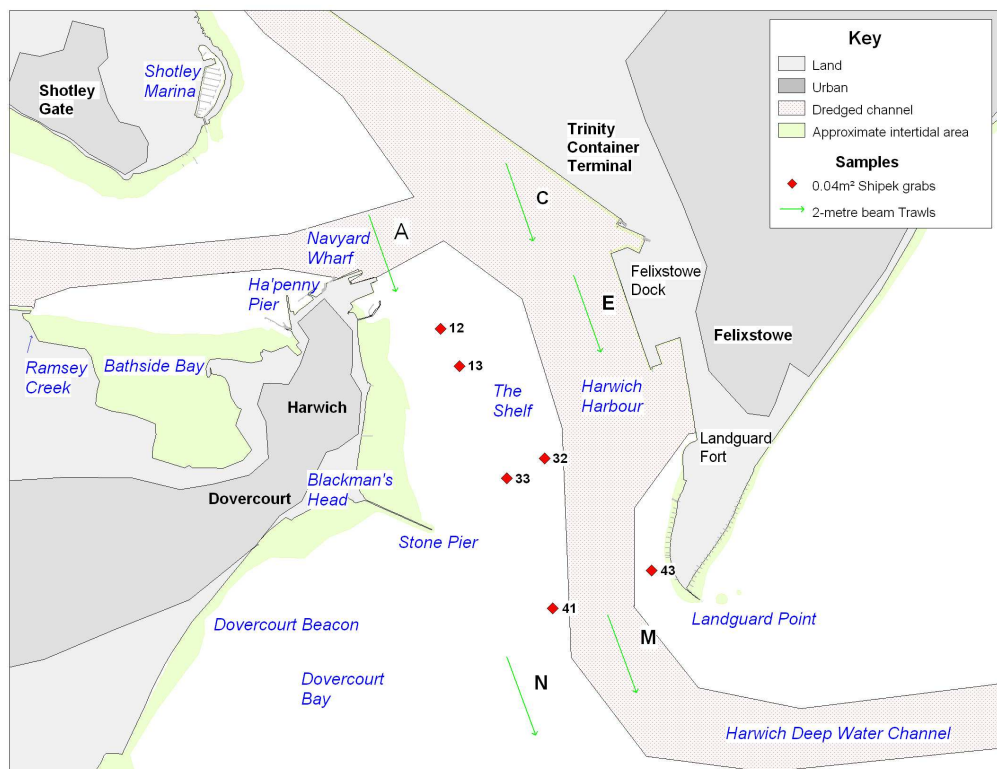 Key
Land
Urban
Dredged channel
Approximate intertidal area
Samples
0.04m² Shipek grabs
2-metre beam Trawls
Shotley
Marina
Shotley
Gate
Trinity
Container
Terminal
C
A
Navyard
Wharf
Ha'penny
Pier
Felixstowe
Dock
E
Felixstowe
12
13
Ramsey
Creek
Bathside Bay
Harwich
The
Shelf
Harwich
Harbour
Landguard
Fort
32
33
Blackman's
Head
Dovercourt
Stone Pier
43
41
Landguard Point
Dovercourt Beacon
M
N
Dovercourt
Bay
Harwich Deep Water Channel